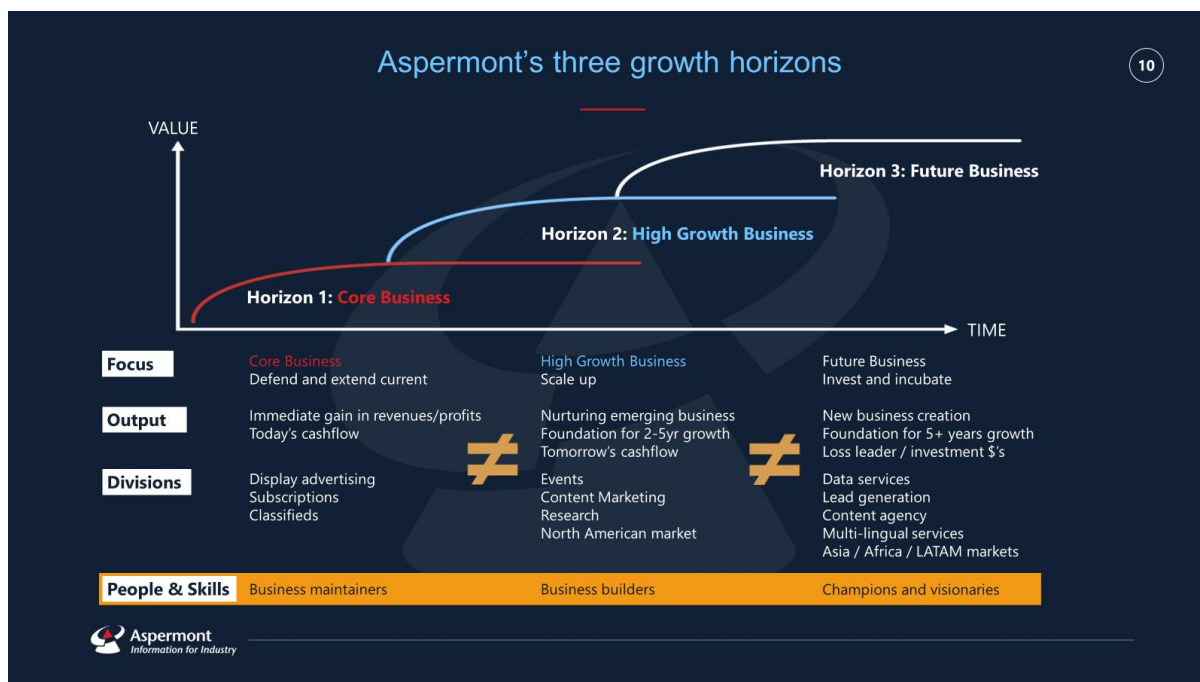 Aspermont's three growth horizons
10
VALUE
Horizon 3: Future Business
Horizon 2: High Growth Business
Horizon 1: Core Business
TIME
Focus
Core Business
Defend and extend current
High Growth Business
Scale up
Future Business
Invest and incubate
Output
Immediate gain in revenues/profits
Today's cashflow
≠
Nurturing emerging business
Foundation for 2-5yr growth
Tomorrow's cashflow
≠
New business creation
Foundation for 5+ years growth
Loss leader / investment $'s
Divisions
Display advertising
Subscriptions
Classifieds
Events
Content Marketing
Research
North American market
Data services
Lead generation
Content agency
Multi-lingual services
Asia / Africa / LATAM markets
People & Skills
Business maintainers
Business builders
Champions and visionaries
Aspermont
Information for Industry